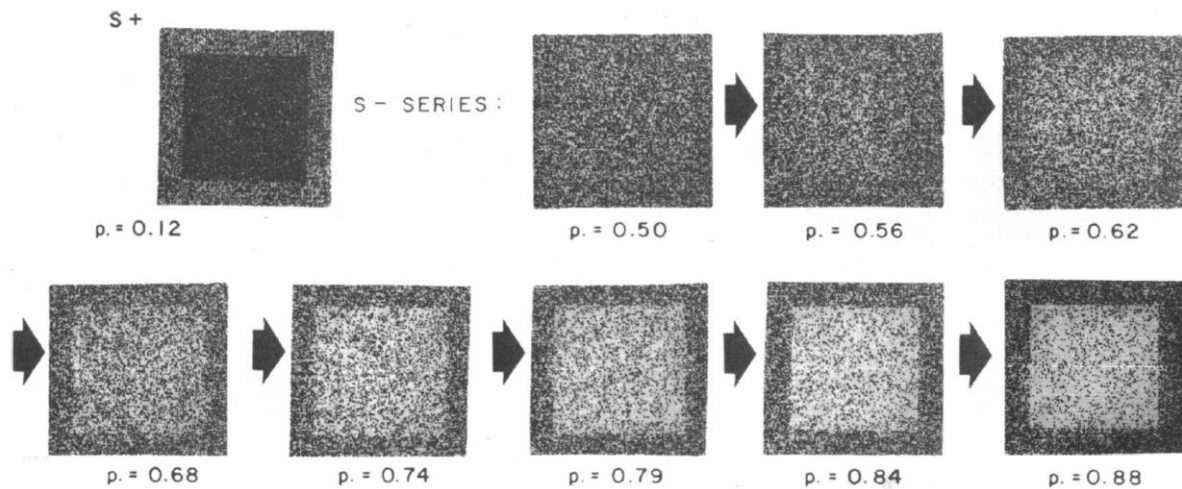 S +
S - SERIES :
p. = 0.12
p. = 0.50
p. = 0.56
p. = 0.62
p. = 0.68
p. = 0.74
p. = 0.79
p. = 0.84
p. = 0.88